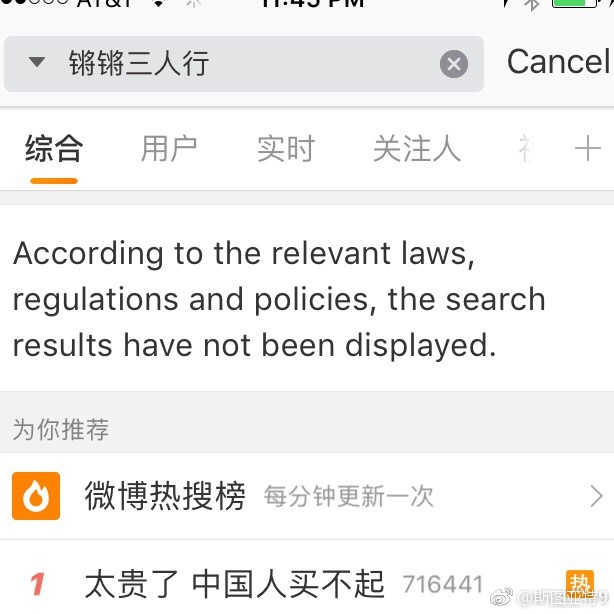 AT&T 11:45 PM
锵锵三人行 Cancel
综合 用户 实时 关注人
According to the relevant laws,
regulations and policies, the search
results have not been displayed.
为你推荐
微博热搜榜 每分钟更新一次
1 太贵了 中国人买不起 716441 热